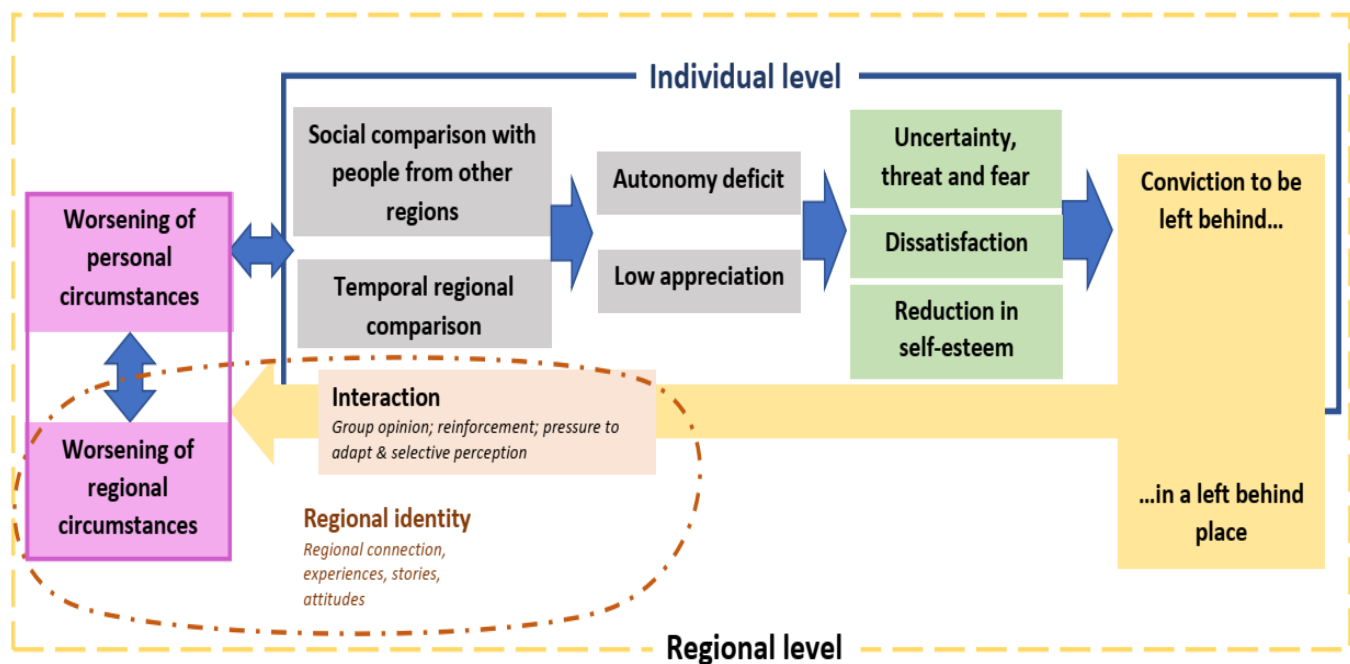 Individual level
Social comparison with
people from other
regions
Temporal regional
comparison
Autonomy deficit
Low appreciation
Uncertainty,
threat and fear
Dissatisfaction
Reduction in
self-esteem
Conviction to be
left behind...
...in a left behind
place
Worsening of
personal
circumstances
Worsening of
regional
circumstances
Interaction
Group opinion; reinforcement; pressure to
adapt & selective perception
Regional identity
Regional connection,
experiences, stories,
attitudes
Regional level